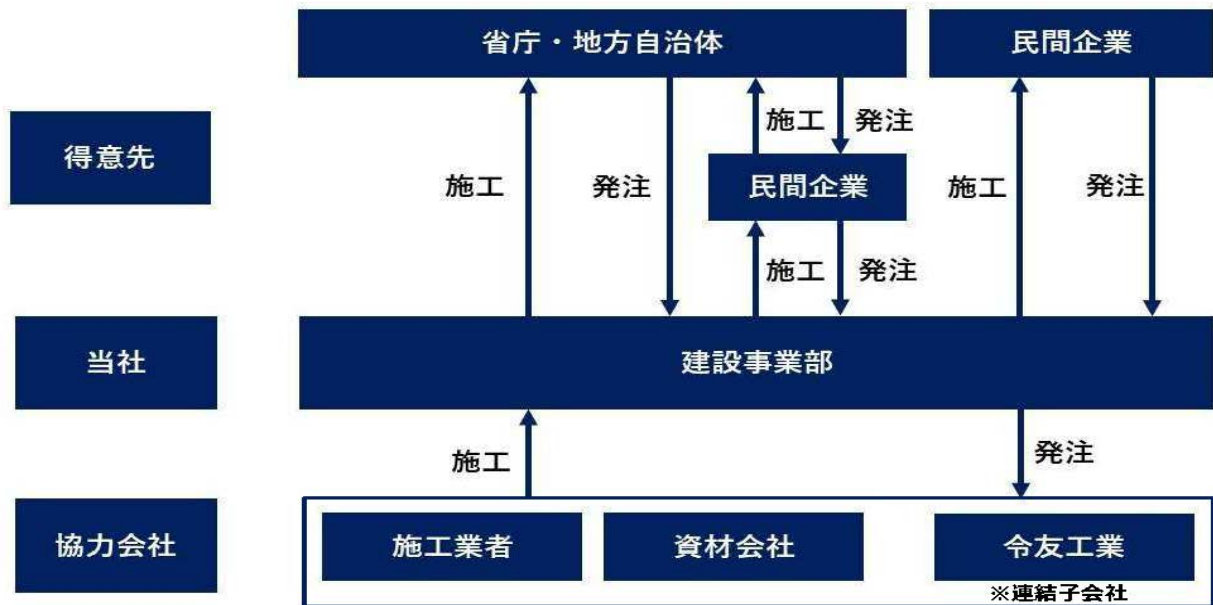 省庁・地方自治体
民間企業
施工
発注
得意先
民間企業
施工
発注
施工
発注
施工
発注
当社
建設事業部
施工
発注
協力会社
施工業者
資材会社
令友工業
※連結子会社